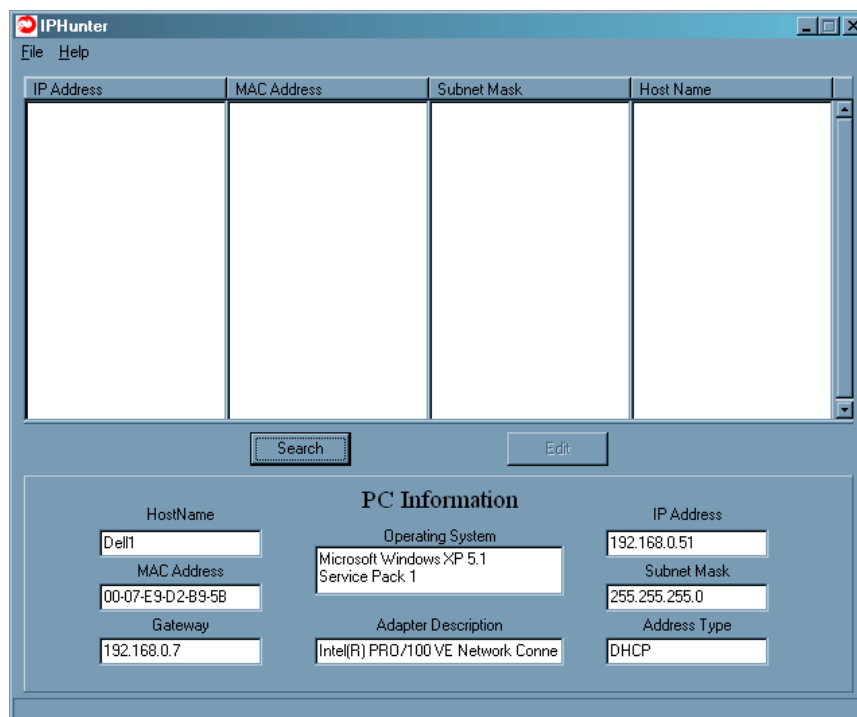 IPHunter
File Help
IP Address MAC Address Subnet Mask Host Name
Search Edit
PC Information
HostName
Dell1
MAC Address
00-07-E9-D2-B9-5B
Gateway
192.168.0.7
Operating System
Microsoft Windows XP 5.1
Service Pack 1
Adapter Description
Intel(R) PRO/100 VE Network Conne
IP Address
192.168.0.51
Subnet Mask
255.255.255.0
Address Type
DHCP